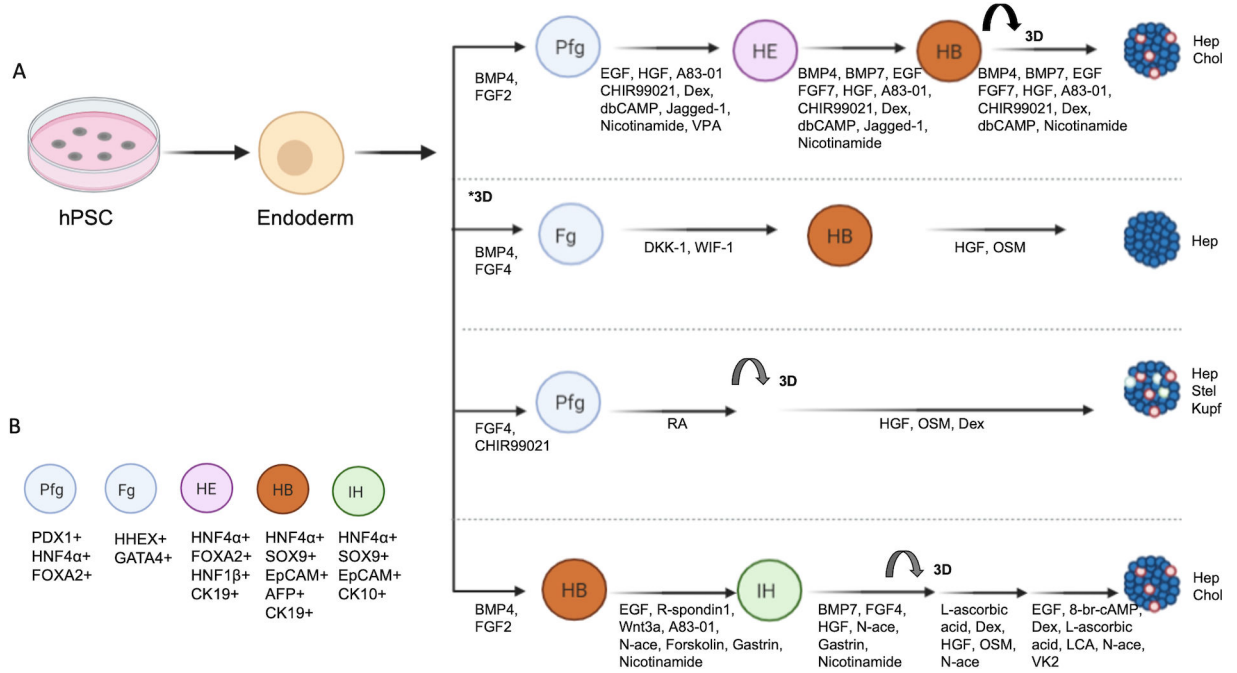 A
hPSC
Endoderm
BMP4,
FGF2
Pfg
EGF, HGF, A83-01
CHIR99021, Dex,
dbCAMP, Jagged-1,
Nicotinamide, VPA
HE
BMP4, BMP7, EGF
FGF7, HGF, A83-01,
CHIR99021, Dex,
dbCAMP, Jagged-1,
Nicotinamide
HB
3D
BMP4, BMP7, EGF
FGF7, HGF, A83-01,
CHIR99021, Dex,
dbCAMP, Nicotinamide
Hep
Chol
*3D
BMP4,
FGF4
Fg
DKK-1, WIF-1
HB
HGF, OSM
Hep
FGF4,
CHIR99021
Pfg
RA
3D
HGF, OSM, Dex
Hep
Stel
Kupf
BMP4,
FGF2
HB
EGF, R-spondin1,
Wnt3a, A83-01,
N-ace, Forskolin, Gastrin,
Nicotinamide
IH
BMP7, FGF4,
HGF, N-ace,
Gastrin,
Nicotinamide
3D
L-ascorbic
acid, Dex,
HGF, OSM,
N-ace
EGF, 8-br-cAMP,
Dex, L-ascorbic
acid, LCA, N-ace,
VK2
Hep
Chol
B
Pfg
PDX1+
HNF4α+
FOXA2+
Fg
HHEX+
GATA4+
HE
HNF4α+
FOXA2+
HNF1β+
CK19+
HB
HNF4α+
SOX9+
EpCAM+
AFP+
CK19+
IH
HNF4α+
SOX9+
EpCAM+
CK10+